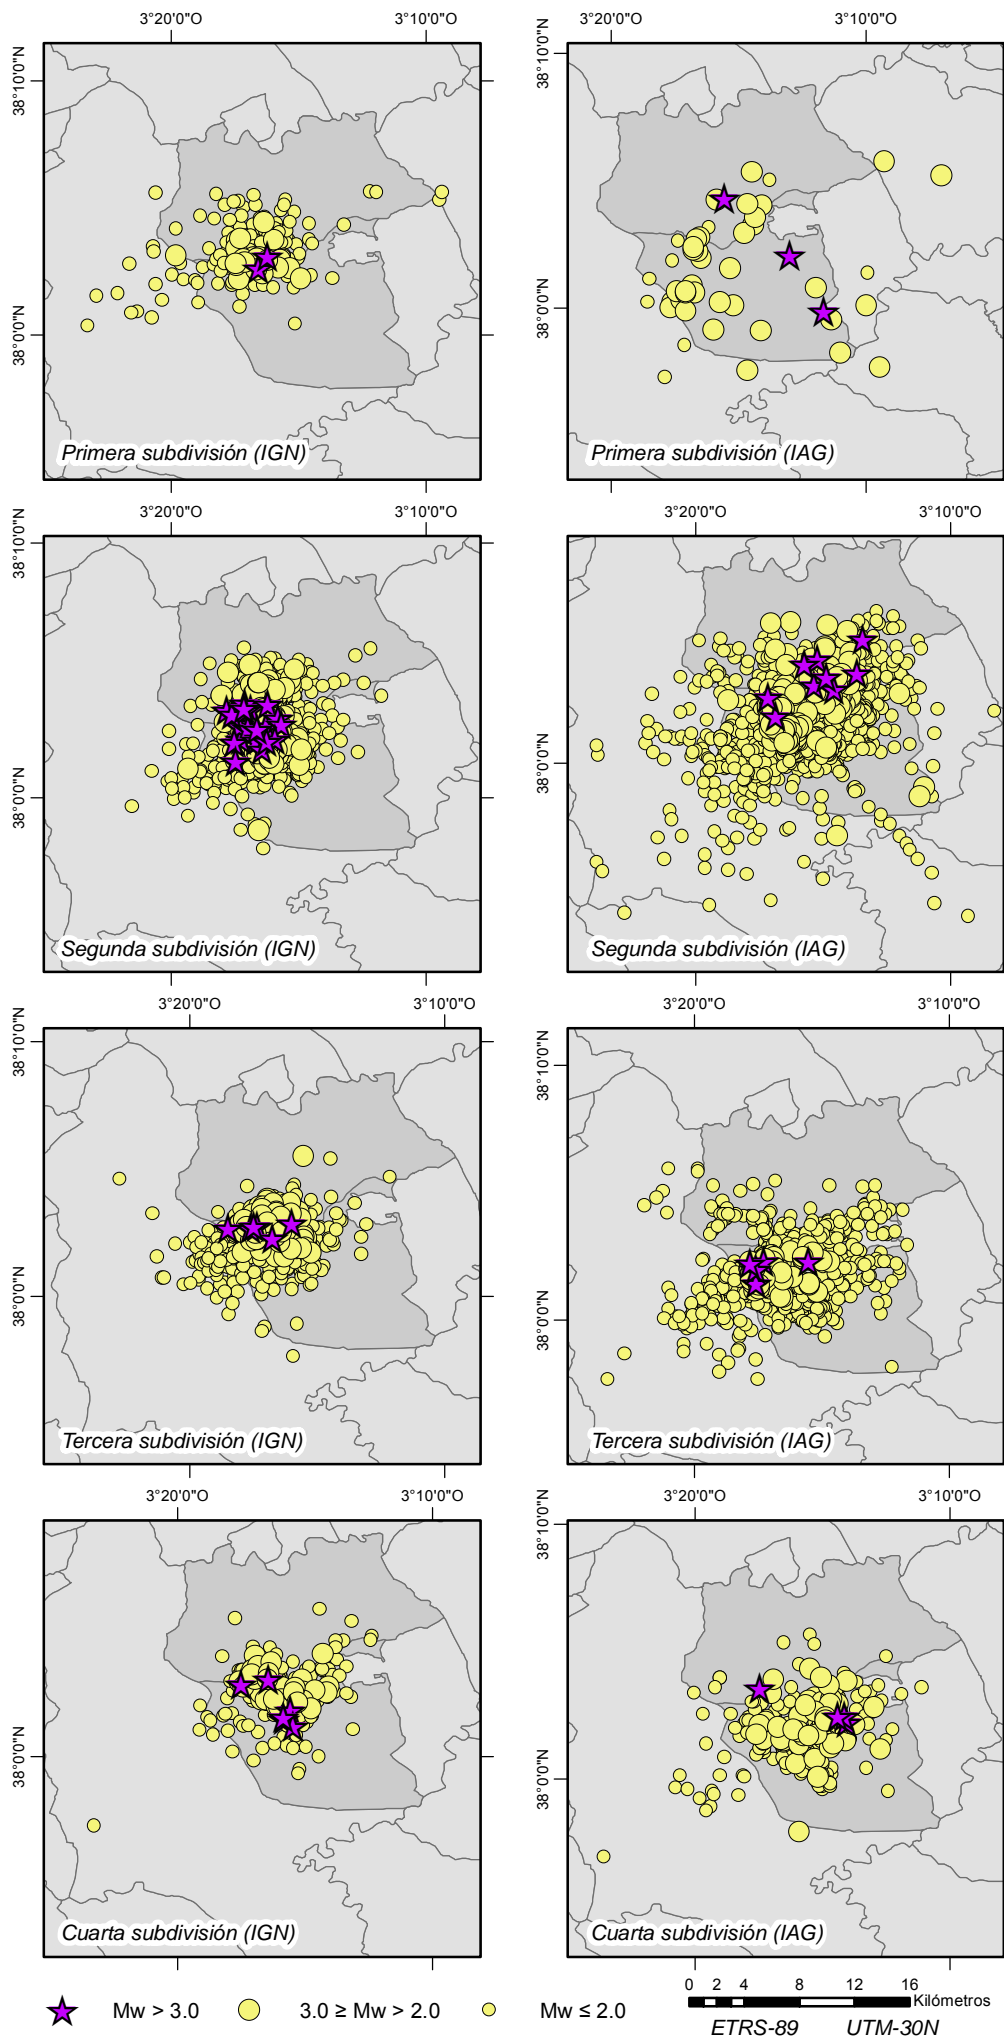 3°20'0"O 3°10'0"O 3°20'0"O 3°10'0"O
38°10'0"N 38°10'0"N
38°0'0"N 38°0'0"N
Primera subdivisión (IGN) Primera subdivisión (IAG)
3°20'0"O 3°10'0"O 3°20'0"O 3°10'0"O
38°10'0"N
38°0'0"N 38°0'0"N
Segunda subdivisión (IGN) Segunda subdivisión (IAG)
3°20'0"O 3°10'0"O 3°20'0"O 3°10'0"O
38°10'0"N 38°10'0"N
38°0'0"N 38°0'0"N
Tercera subdivisión (IGN) Tercera subdivisión (IAG)
3°20'0"O 3°10'0"O 3°20'0"O 3°10'0"O
38°10'0"N
38°0'0"N 38°0'0"N
Cuarta subdivisión (IGN) Cuarta subdivisión (IAG)
0 2 4 8 12 16
Kilómetros
Mw > 3.0 3.0 ≥ Mw > 2.0 Mw ≤ 2.0
ETRS-89 UTM-30N